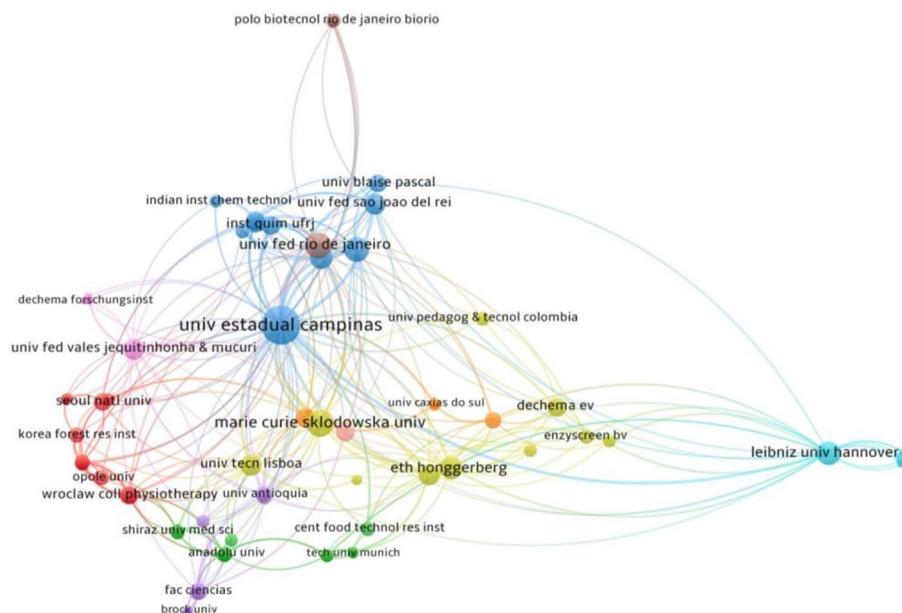 polo biotecnol rio de janeiro biorio
univ blaise pascal
indian inst chem technol
univ fed sao joao del rei
inst quim ufrj
univ fed rio de janeiro
dechema forschungsinst
univ estadual campinas
univ pedagog & tecnol colombia
univ fed vales jequitinhonha & mucuri
seoul natl univ
univ caxias do sul
dechema ev
marie curie sklodowska univ
korea forest res inst
enzyscreen bv
leibniz univ hannover
univ tecn lisboa
eth honggerberg
opole univ
wroclaw coll physiotherapy
univ antioquia
shiraz univ med sci
cent food technol res inst
anadolu univ
tech univ munich
fac ciencias
brock univ